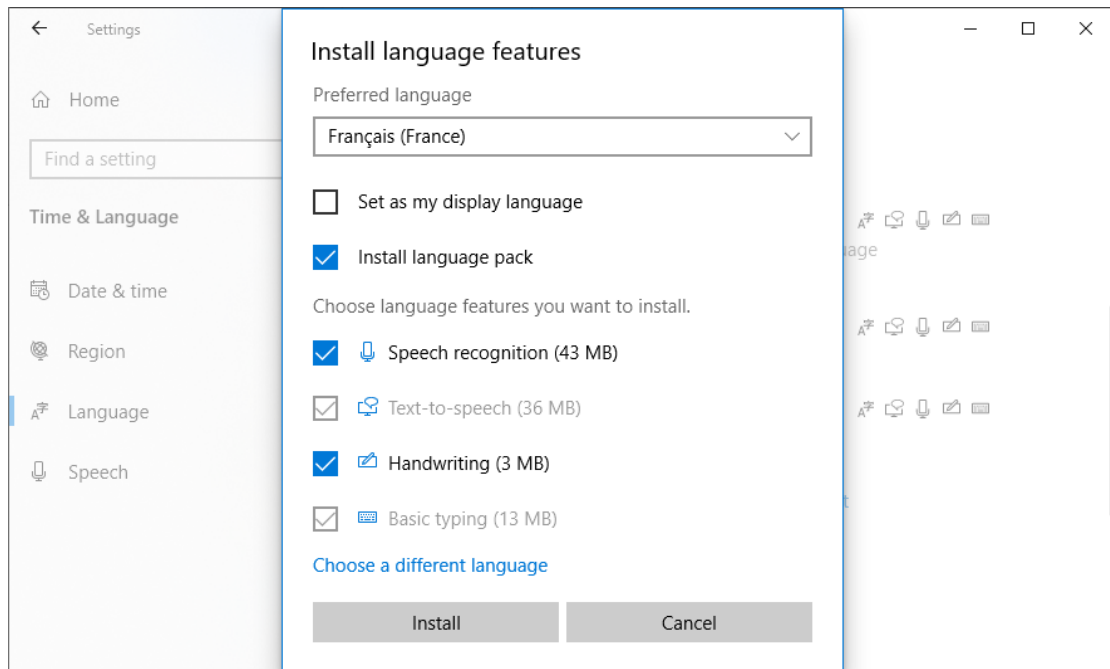 Settings
Home
Find a setting
Time & Language
Date & time
Region
Language
Speech
Install language features
Preferred language
Français (France)
Set as my display language
Install language pack
Choose language features you want to install.
Speech recognition (43 MB)
Text-to-speech (36 MB)
Handwriting (3 MB)
Basic typing (13 MB)
Choose a different language
Install Cancel